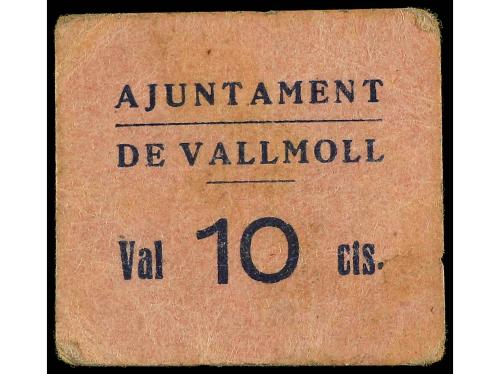 AJUNTAMENT
DE VALLMOLL
Val 10 cts.